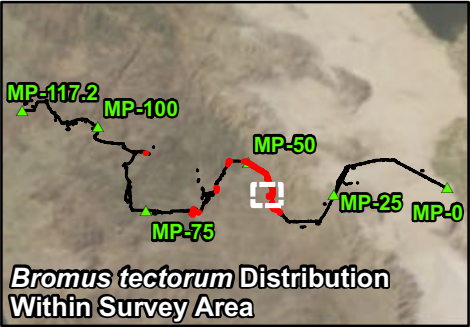 MP-117.2
MP-100
MP-50
MP-25
MP-0
MP-75
Bromus tectorum Distribution
Within Survey Area